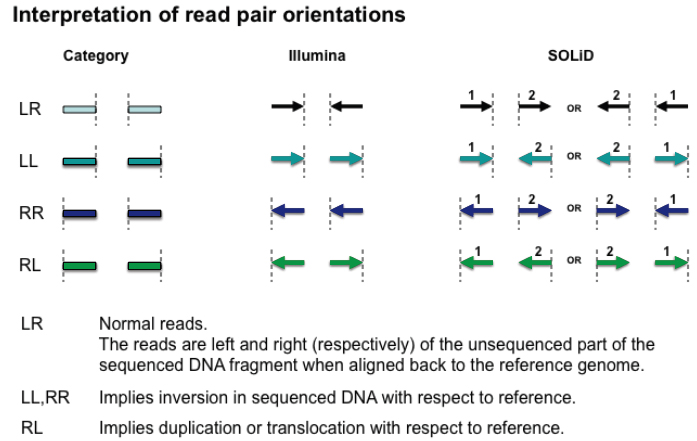 Interpretation of read pair orientations
Category Illumina SOLiD
LR 1 2 OR 2 1
LL 1 2 OR 2 1
RR 1 2 OR 2 1
RL 1 2 OR 2 1
LR Normal reads.
The reads are left and right (respectively) of the unsequenced part of the
sequenced DNA fragment when aligned back to the reference genome.
LL,RR Implies inversion in sequenced DNA with respect to reference.
RL Implies duplication or translocation with respect to reference.